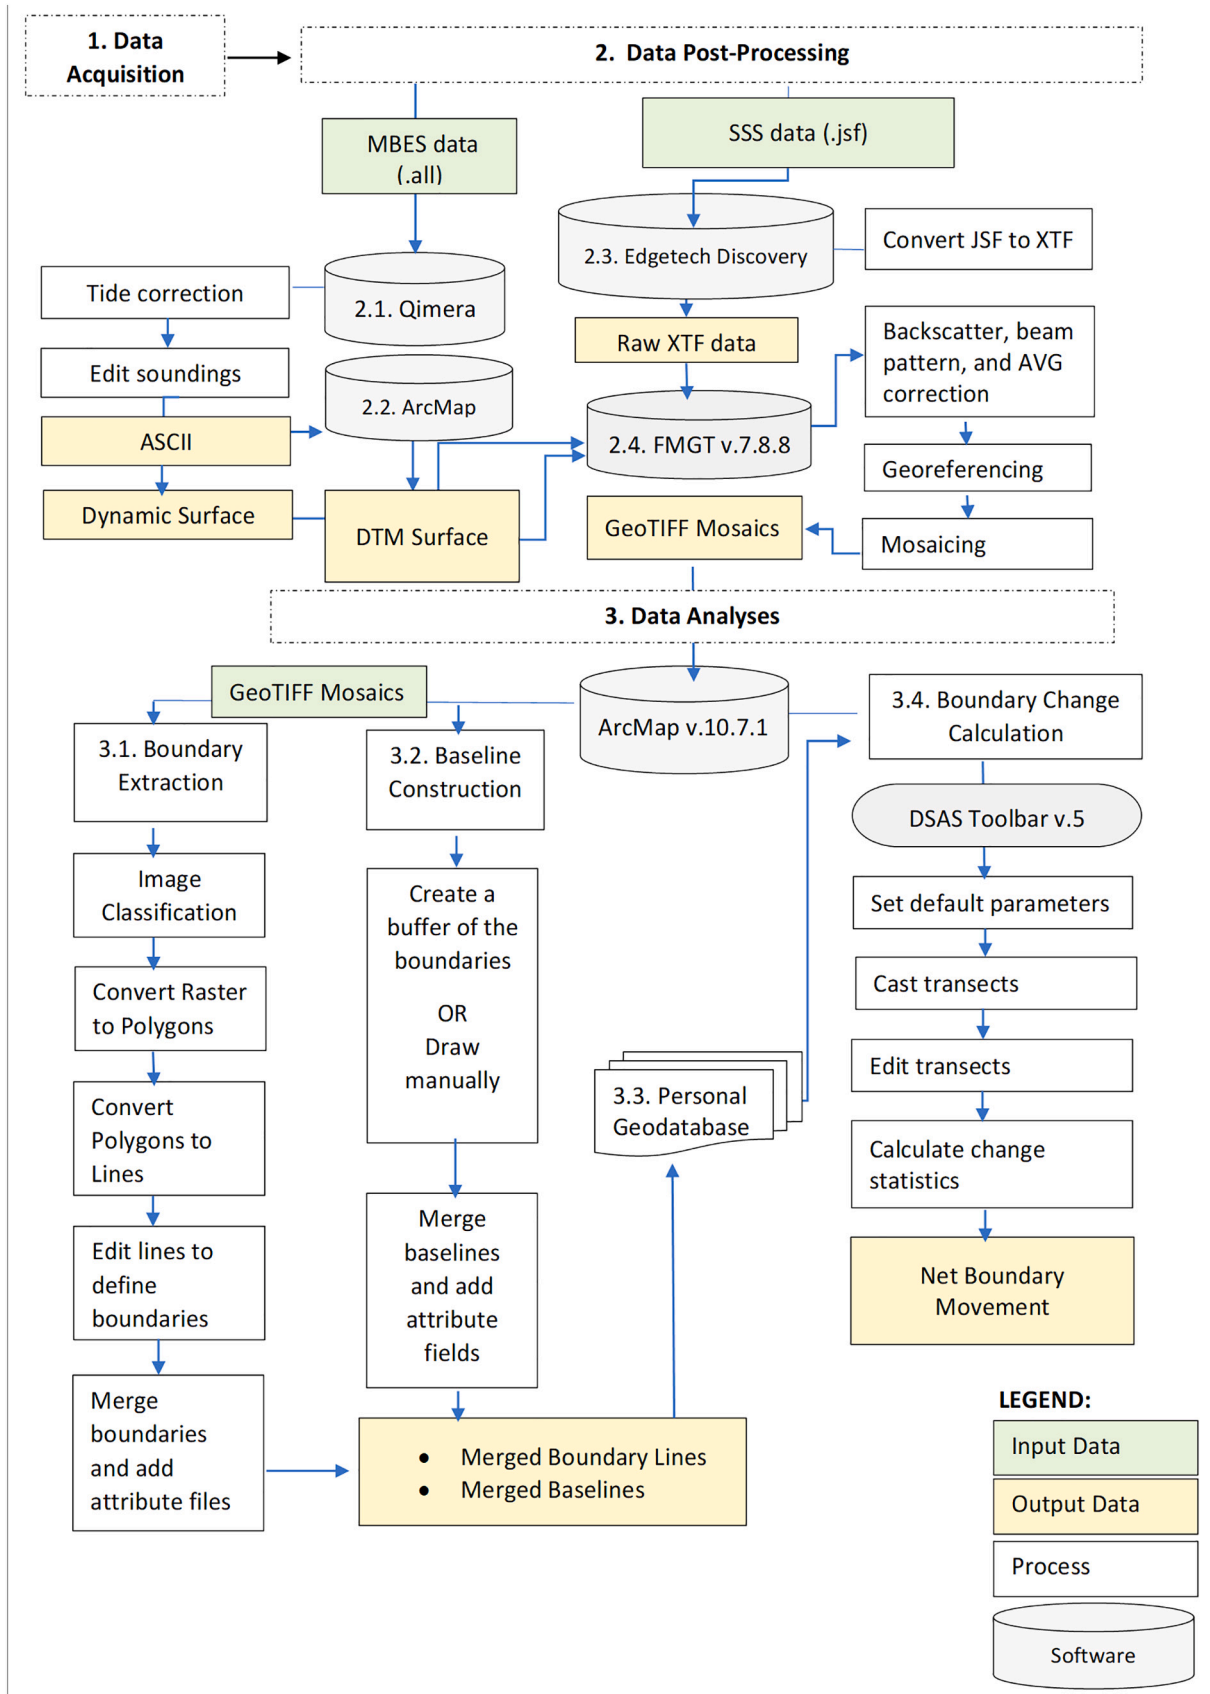 1. Data
Acquisition
2. Data Post-Processing
MBES data
(.all)
SSS data (.jsf)
2.3. Edgetech Discovery
Convert JSF to XTF
Tide correction
2.1. Qimera
Edit soundings
2.2. ArcMap
ASCII
Dynamic Surface
DTM Surface
Raw XTF data
2.4. FMGT v.7.8.8
Backscatter, beam
pattern, and AVG
correction
Georeferencing
Mosaicing
GeoTIFF Mosaics
3. Data Analyses
GeoTIFF Mosaics
ArcMap v.10.7.1
3.1. Boundary
Extraction
Image
Classification
Convert Raster
to Polygons
Convert
Polygons to
Lines
Edit lines to
define
boundaries
Merge
boundaries
and add
attribute files
3.2. Baseline
Construction
Create a
buffer of the
boundaries
OR
Draw
manually
Merge
baselines
and add
attribute
fields
● Merged Boundary Lines
● Merged Baselines
3.3. Personal
Geodatabase
3.4. Boundary Change
Calculation
DSAS Toolbar v.5
Set default parameters
Cast transects
Edit transects
Calculate change
statistics
Net Boundary
Movement
LEGEND:
Input Data
Output Data
Process
Software